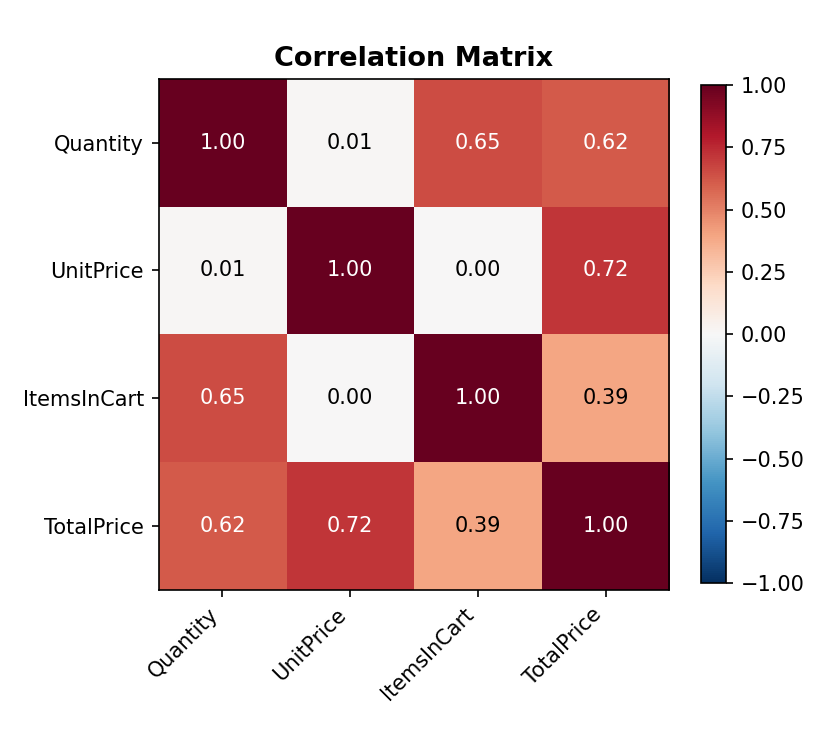 Correlation Matrix
Quantity 1.00 0.01 0.65 0.62
UnitPrice 0.01 1.00 0.00 0.72
ItemsInCart 0.65 0.00 1.00 0.39
TotalPrice 0.62 0.72 0.39 1.00
Quantity UnitPrice ItemsInCart TotalPrice
1.00
0.75
0.50
0.25
0.00
−0.25
−0.50
−0.75
−1.00